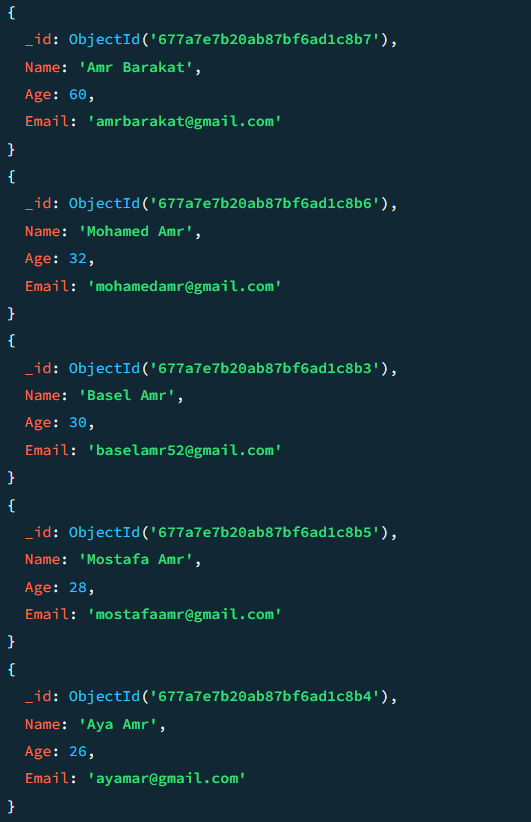 {
  _id: ObjectId('677a7e7b20ab87bf6ad1c8b7'),
  Name: 'Amr Barakat',
  Age: 60,
  Email: 'amrbarakat@gmail.com'
}
{
  _id: ObjectId('677a7e7b20ab87bf6ad1c8b6'),
  Name: 'Mohamed Amr',
  Age: 32,
  Email: 'mohamedamr@gmail.com'
}
{
  _id: ObjectId('677a7e7b20ab87bf6ad1c8b3'),
  Name: 'Basel Amr',
  Age: 30,
  Email: 'baselamr52@gmail.com'
}
{
  _id: ObjectId('677a7e7b20ab87bf6ad1c8b5'),
  Name: 'Mostafa Amr',
  Age: 28,
  Email: 'mostafaamr@gmail.com'
}
{
  _id: ObjectId('677a7e7b20ab87bf6ad1c8b4'),
  Name: 'Aya Amr',
  Age: 26,
  Email: 'ayamar@gmail.com'
}